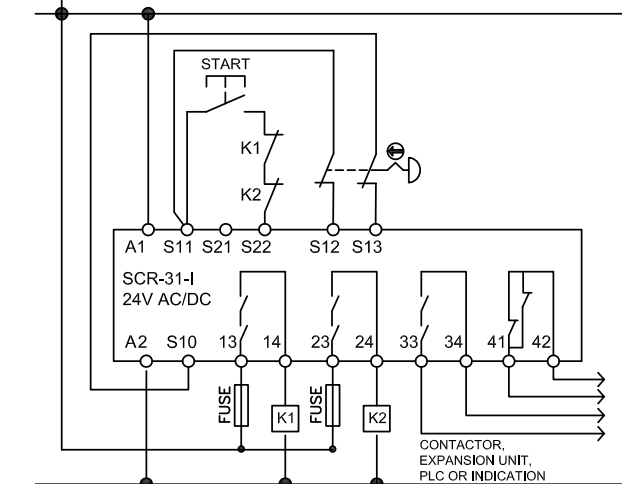 START
K1
K2
A1 S11 S21 S22 S12 S13
SCR-31-I
24V AC/DC
A2 S10 13 14 23 24 33 34 41 42
FUSE K1 FUSE K2
CONTACTOR,
EXPANSION UNIT,
PLC OR INDICATION